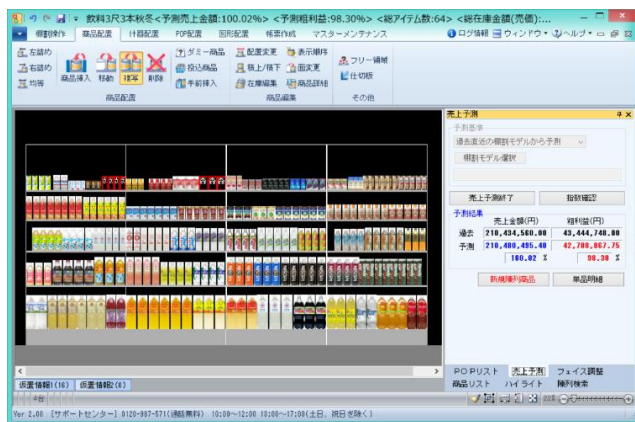 飲料3尺3本秋冬<予測売上金額:100.02%> <予測粗利益:98.30%> <総アイテム数:64> <総在庫金額(売価):...
棚割操作 商品配置 什器配置 POP配置 図形配置 帳票作成 マスターメンテナンス ログ情報 ウィンドウ ヘルプ
左詰め 右詰め 均等 商品挿入 移動 複写 削除 ダミー商品 投込商品 手前挿入 配置変更 積上/積下 在庫編集 表示順序 面変更 商品詳細 フリー領域 仕切版
商品配置 商品編集 その他
売上予測
予測基準
過去直近の棚割モデルから予測
棚割モデル選択
売上予測終了 指数確認
予測結果
売上金額(円) 粗利益(円)
過去 210,434,560.00 43,444,748.00
予測 210,480,495.40 42,708,867.75
100.02 % 98.30 %
新規陳列商品 単品明細
POPリスト 売上予測 フェイス調整
商品リスト ハイライト 陳列検索
仮置情報1(16) 仮置情報2(0)
4台
22%
Ver 2.00 [サポートセンター] 0120-987-571(通話無料) 10:00~12:00 13:00~17:00(土日、祝日を除く)